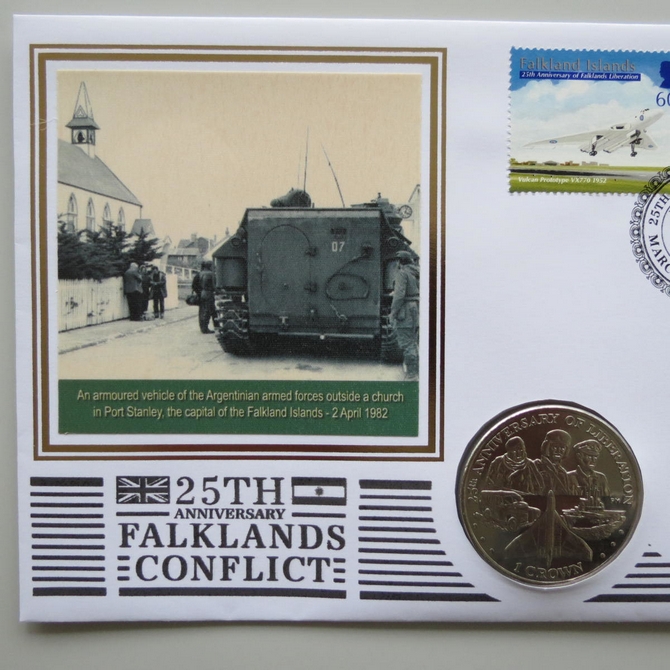 Falkland Islands
25th Anniversary of Falklands Liberation
60
Vulcan Prototype VX770 1952
25TH
MARC
07
An armoured vehicle of the Argentinian armed forces outside a church
in Port Stanley, the capital of the Falkland Islands - 2 April 1982
25TH ANNIVERSARY OF LIBERATION
1 CROWN
25TH
ANNIVERSARY
FALKLANDS
CONFLICT